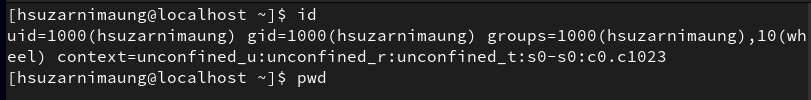 [hsuzarnimaung@localhost ~]$ id
uid=1000(hsuzarnimaung) gid=1000(hsuzarnimaung) groups=1000(hsuzarnimaung),10(wh
eel) context=unconfined_u:unconfined_r:unconfined_t:s0-s0:c0.c1023
[hsuzarnimaung@localhost ~]$ pwd